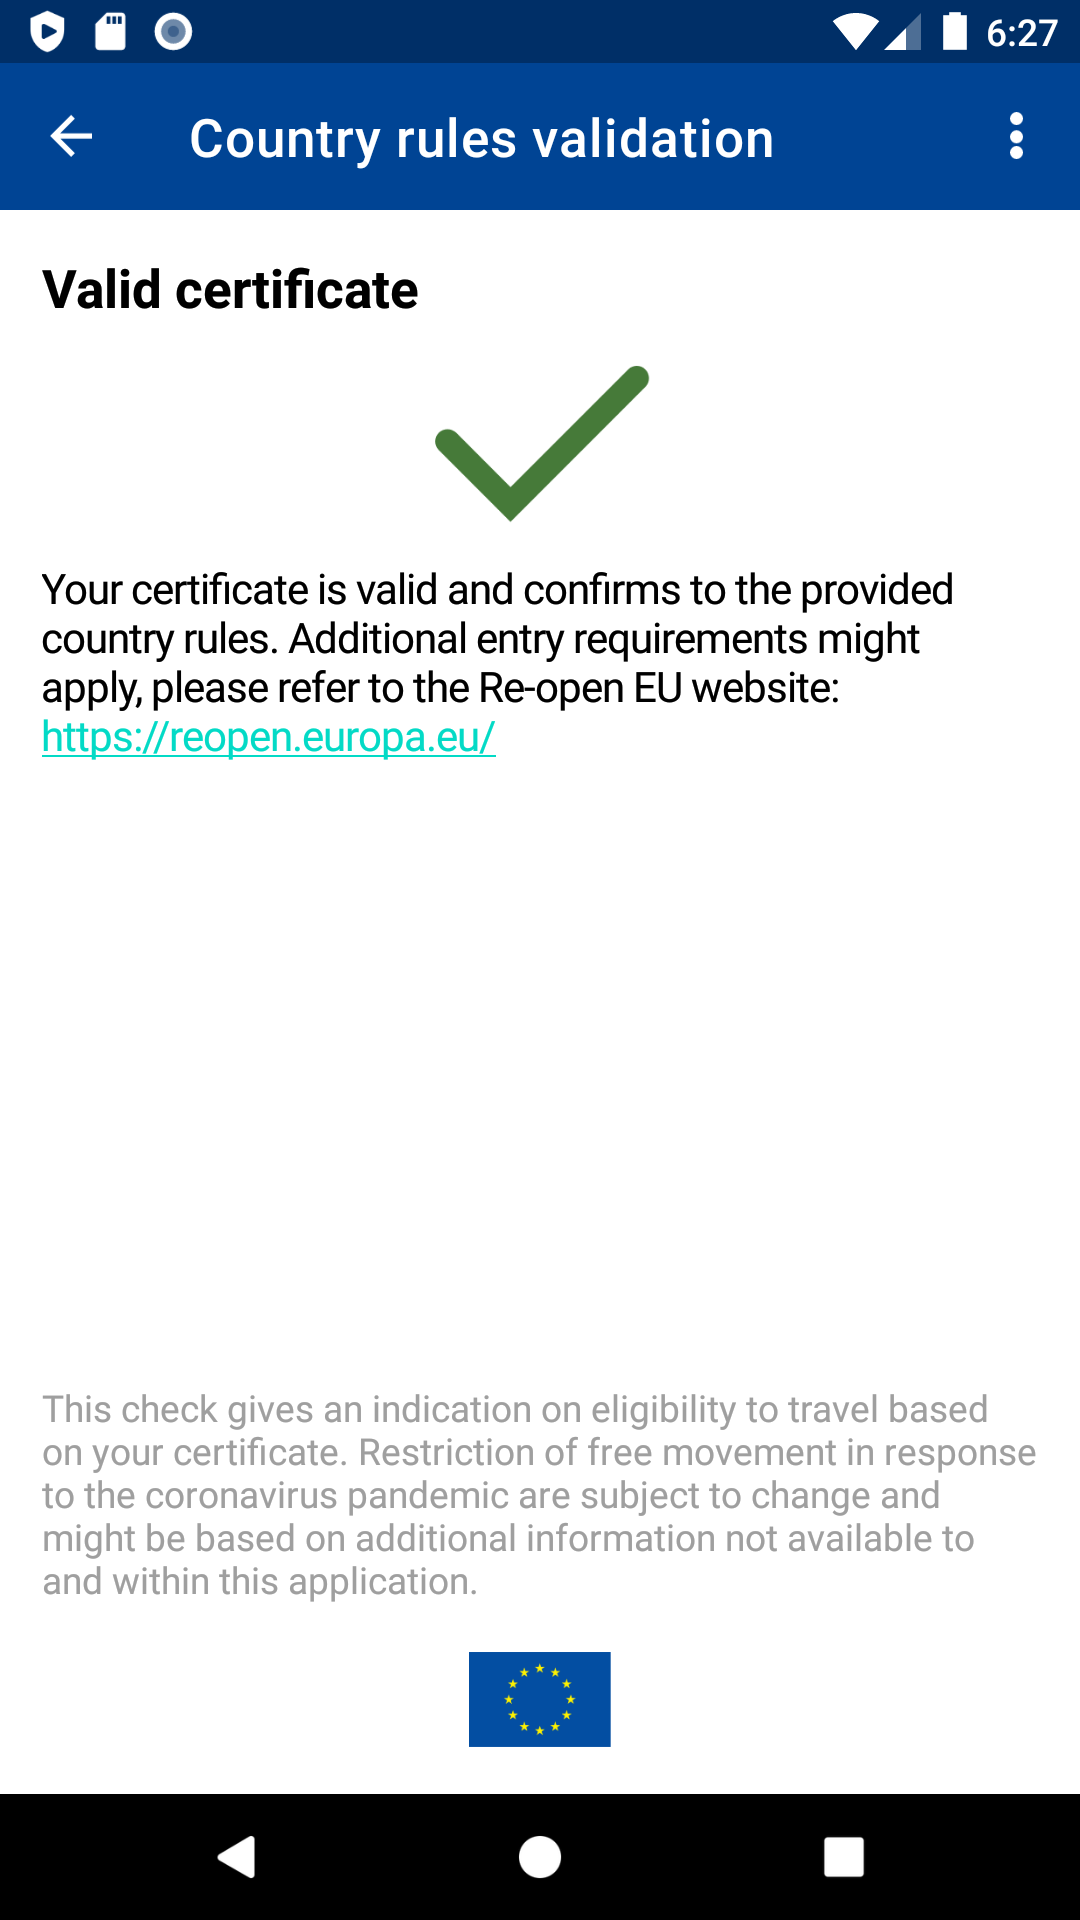 6:27
Country rules validation
Valid certificate
Your certificate is valid and confirms to the provided
country rules. Additional entry requirements might
apply, please refer to the Re-open EU website:
https://reopen.europa.eu/
This check gives an indication on eligibility to travel based
on your certificate. Restriction of free movement in response
to the coronavirus pandemic are subject to change and
might be based on additional information not available to
and within this application.